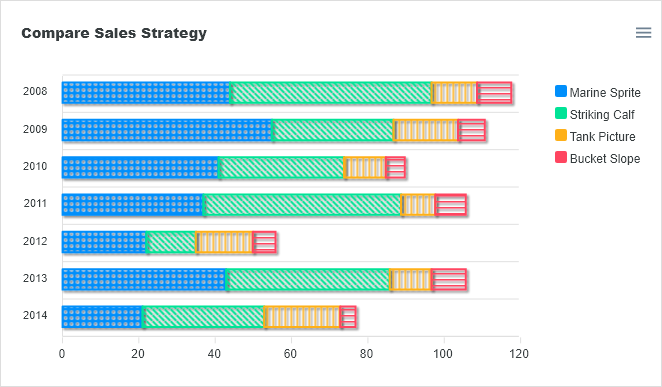 Compare Sales Strategy
2008
2009
2010
2011
2012
2013
2014
0 20 40 60 80 100 120
Marine Sprite
Striking Calf
Tank Picture
Bucket Slope